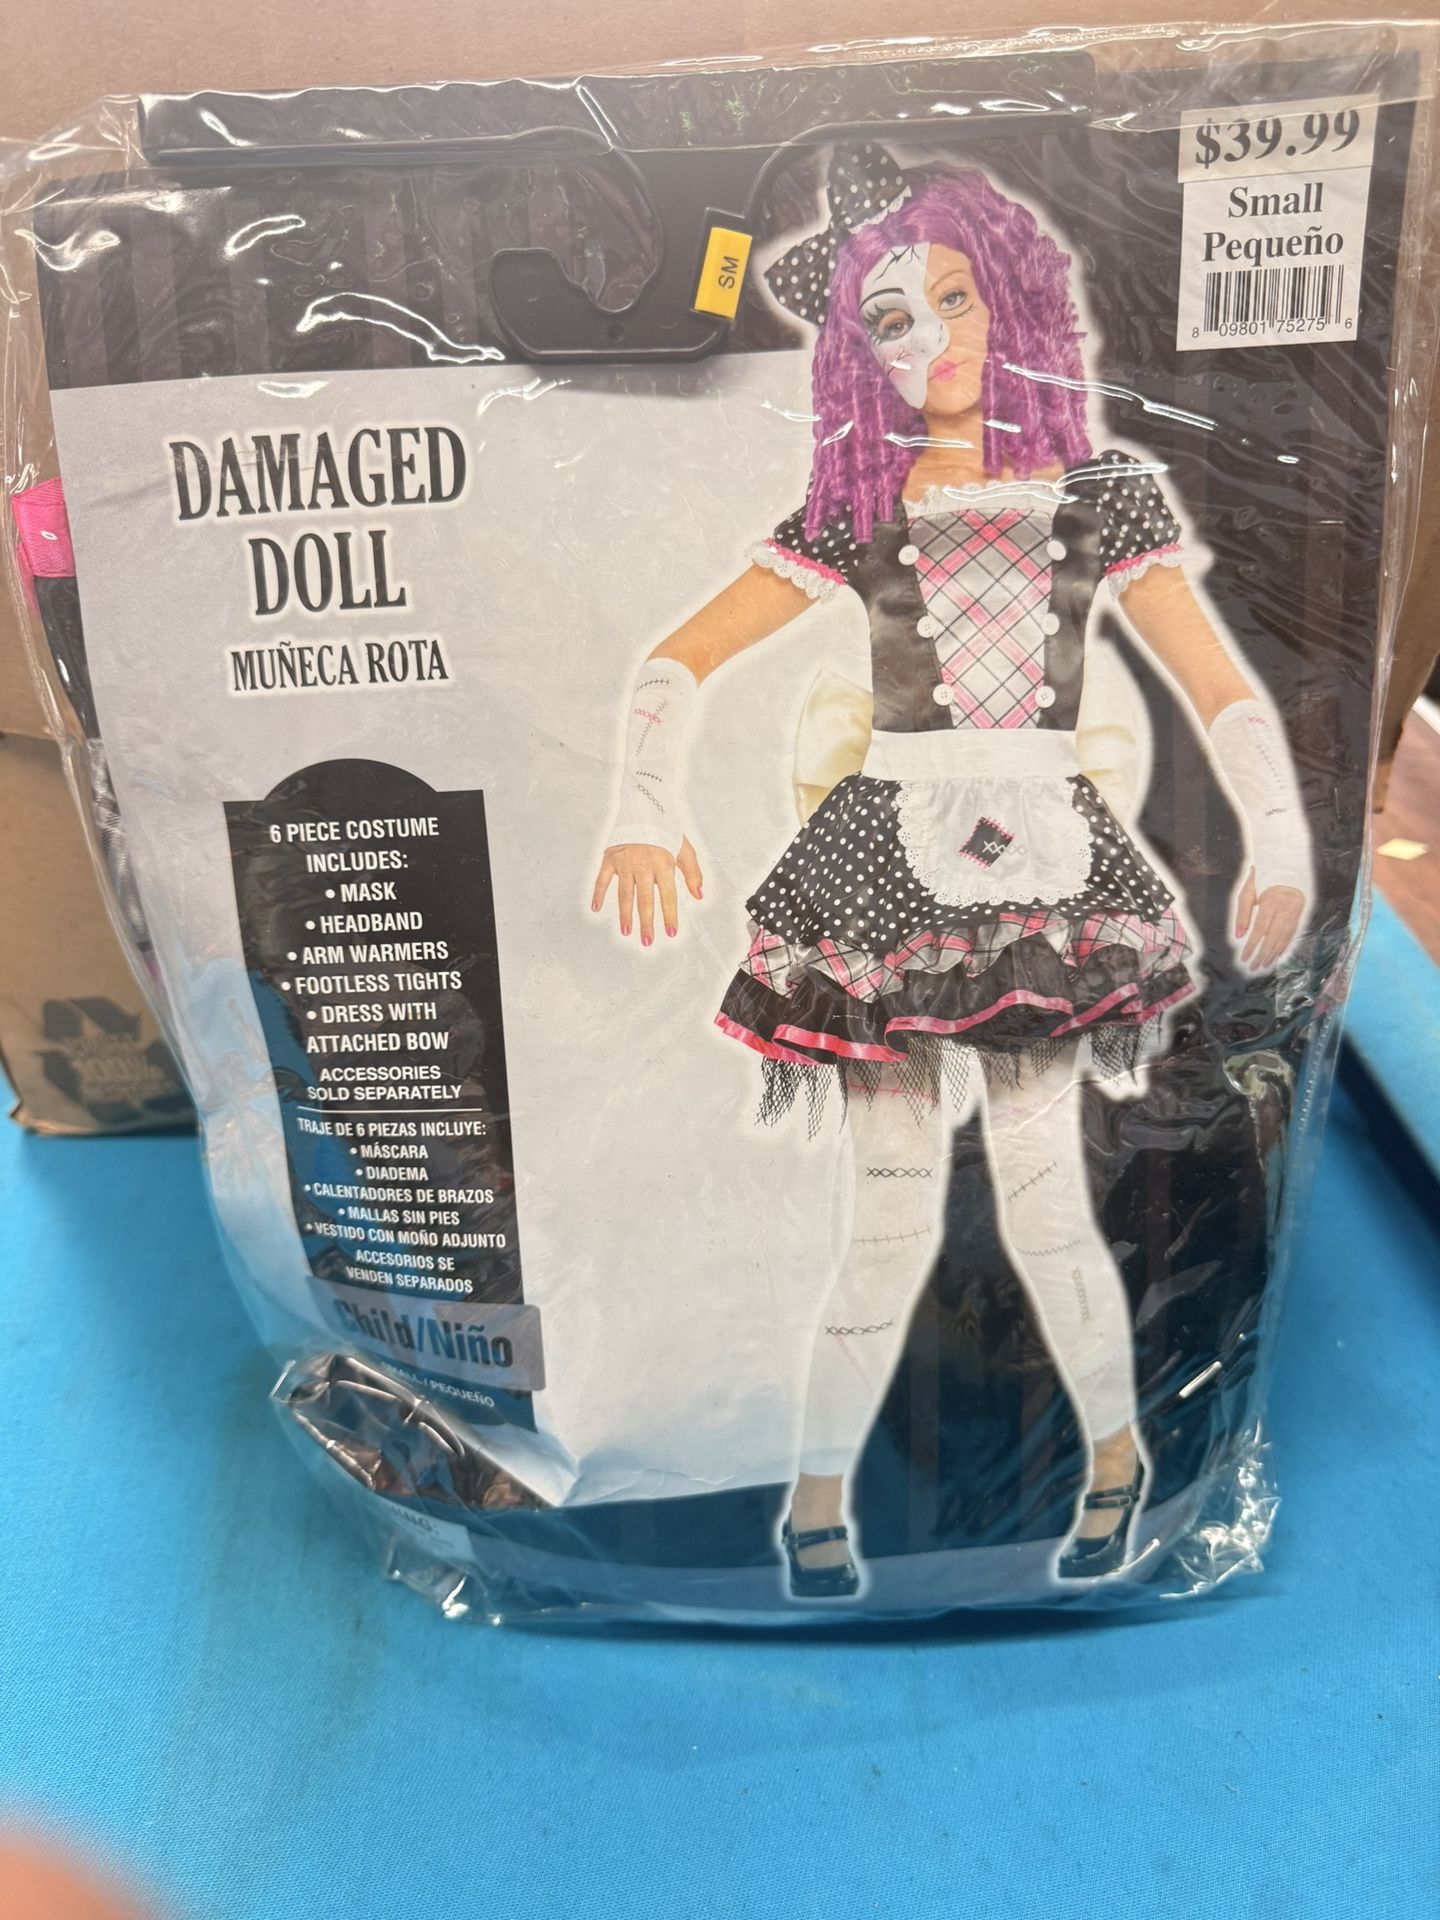 $39.99
Small
Pequeño
8 09801 75275 6
SM
DAMAGED
DOLL
MUÑECA ROTA
6 PIECE COSTUME
INCLUDES:
• MASK
• HEADBAND
• ARM WARMERS
• FOOTLESS TIGHTS
• DRESS WITH
ATTACHED BOW
ACCESSORIES
SOLD SEPARATELY
TRAJE DE 6 PIEZAS INCLUYE:
• MÁSCARA
• DIADEMA
• CALENTADORES DE BRAZOS
• MALLAS SIN PIES
• VESTIDO CON MOÑO ADJUNTO
ACCESORIOS SE
VENDEN SEPARADOS
Child/Niño
SMALL / PEQUEÑO